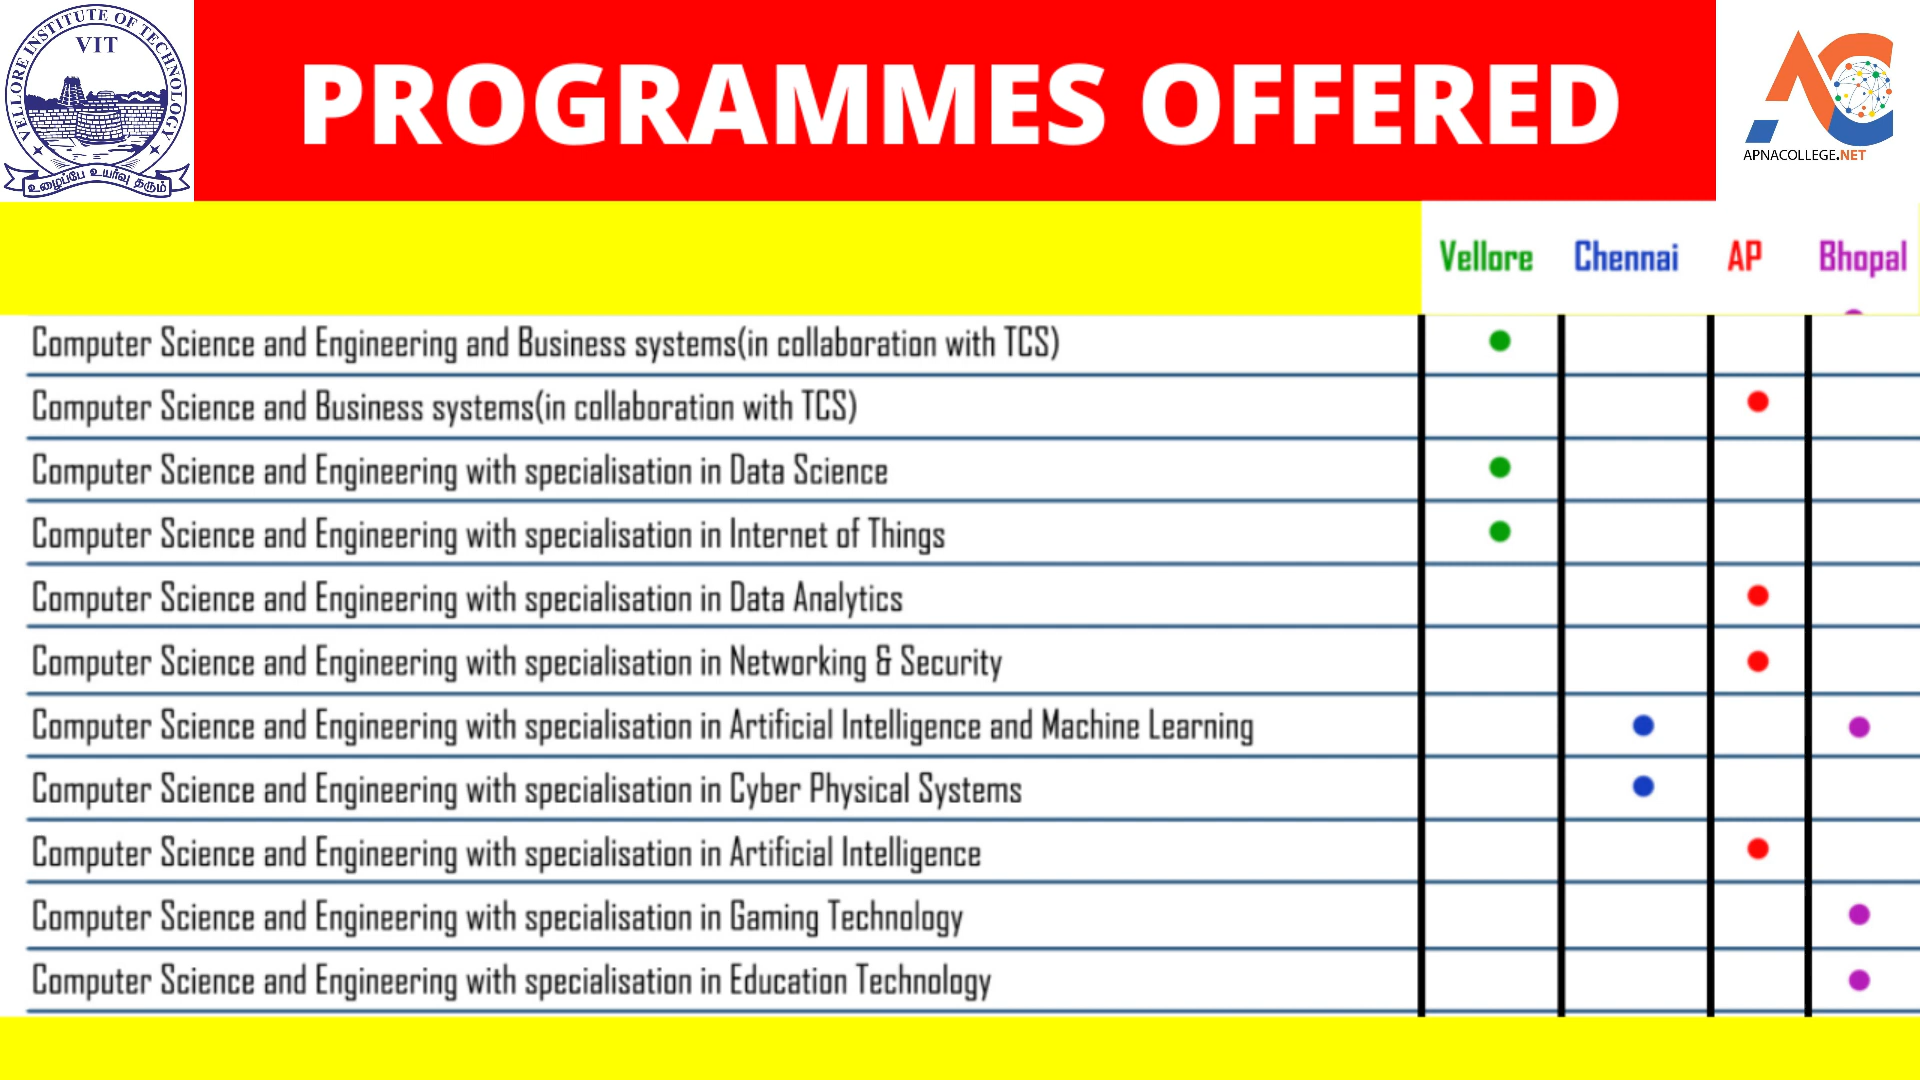 VELLORE INSTITUTE OF TECHNOLOGY
VIT
உழைப்பே உயர்வு தரும்
PROGRAMMES OFFERED
APNACOLLEGE.NET
Vellore Chennai AP Bhopal
Computer Science and Engineering and Business systems(in collaboration with TCS)
Computer Science and Business systems(in collaboration with TCS)
Computer Science and Engineering with specialisation in Data Science
Computer Science and Engineering with specialisation in Internet of Things
Computer Science and Engineering with specialisation in Data Analytics
Computer Science and Engineering with specialisation in Networking & Security
Computer Science and Engineering with specialisation in Artificial Intelligence and Machine Learning
Computer Science and Engineering with specialisation in Cyber Physical Systems
Computer Science and Engineering with specialisation in Artificial Intelligence
Computer Science and Engineering with specialisation in Gaming Technology
Computer Science and Engineering with specialisation in Education Technology